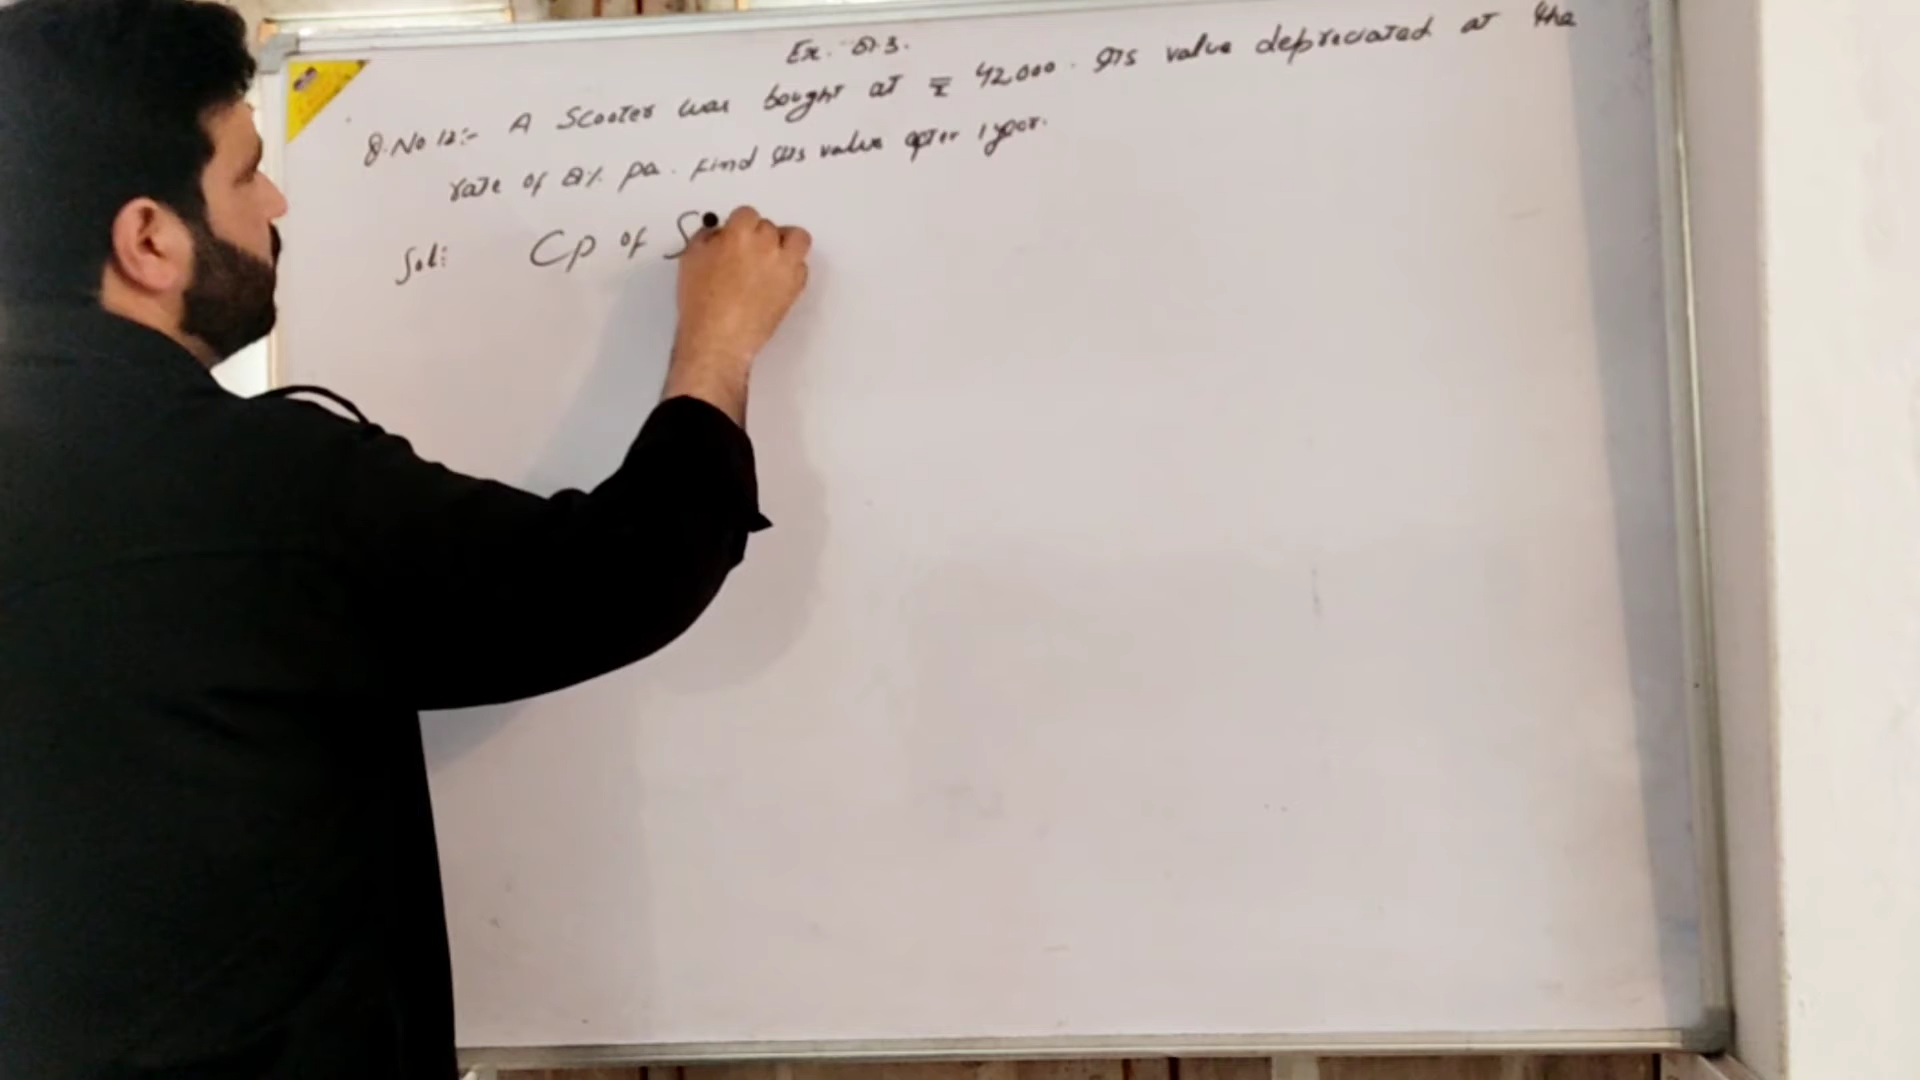 Ex. 8.3.
Q.No 12:- A Scooter was bought at ₹ 42,000. Its value depreciated at the
rate of 8% pa. Find its value after 1 year.
Sol: Cp of S